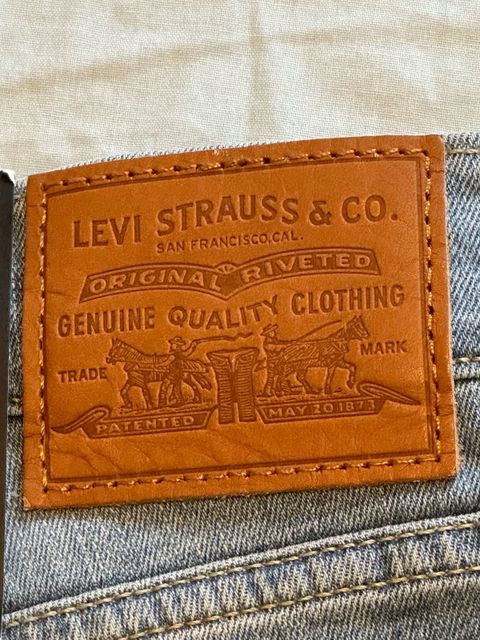 LEVI STRAUSS & CO.
SAN FRANCISCO, CAL.
ORIGINAL RIVETED
GENUINE QUALITY CLOTHING
TRADE MARK
PATENTED MAY 20 1873